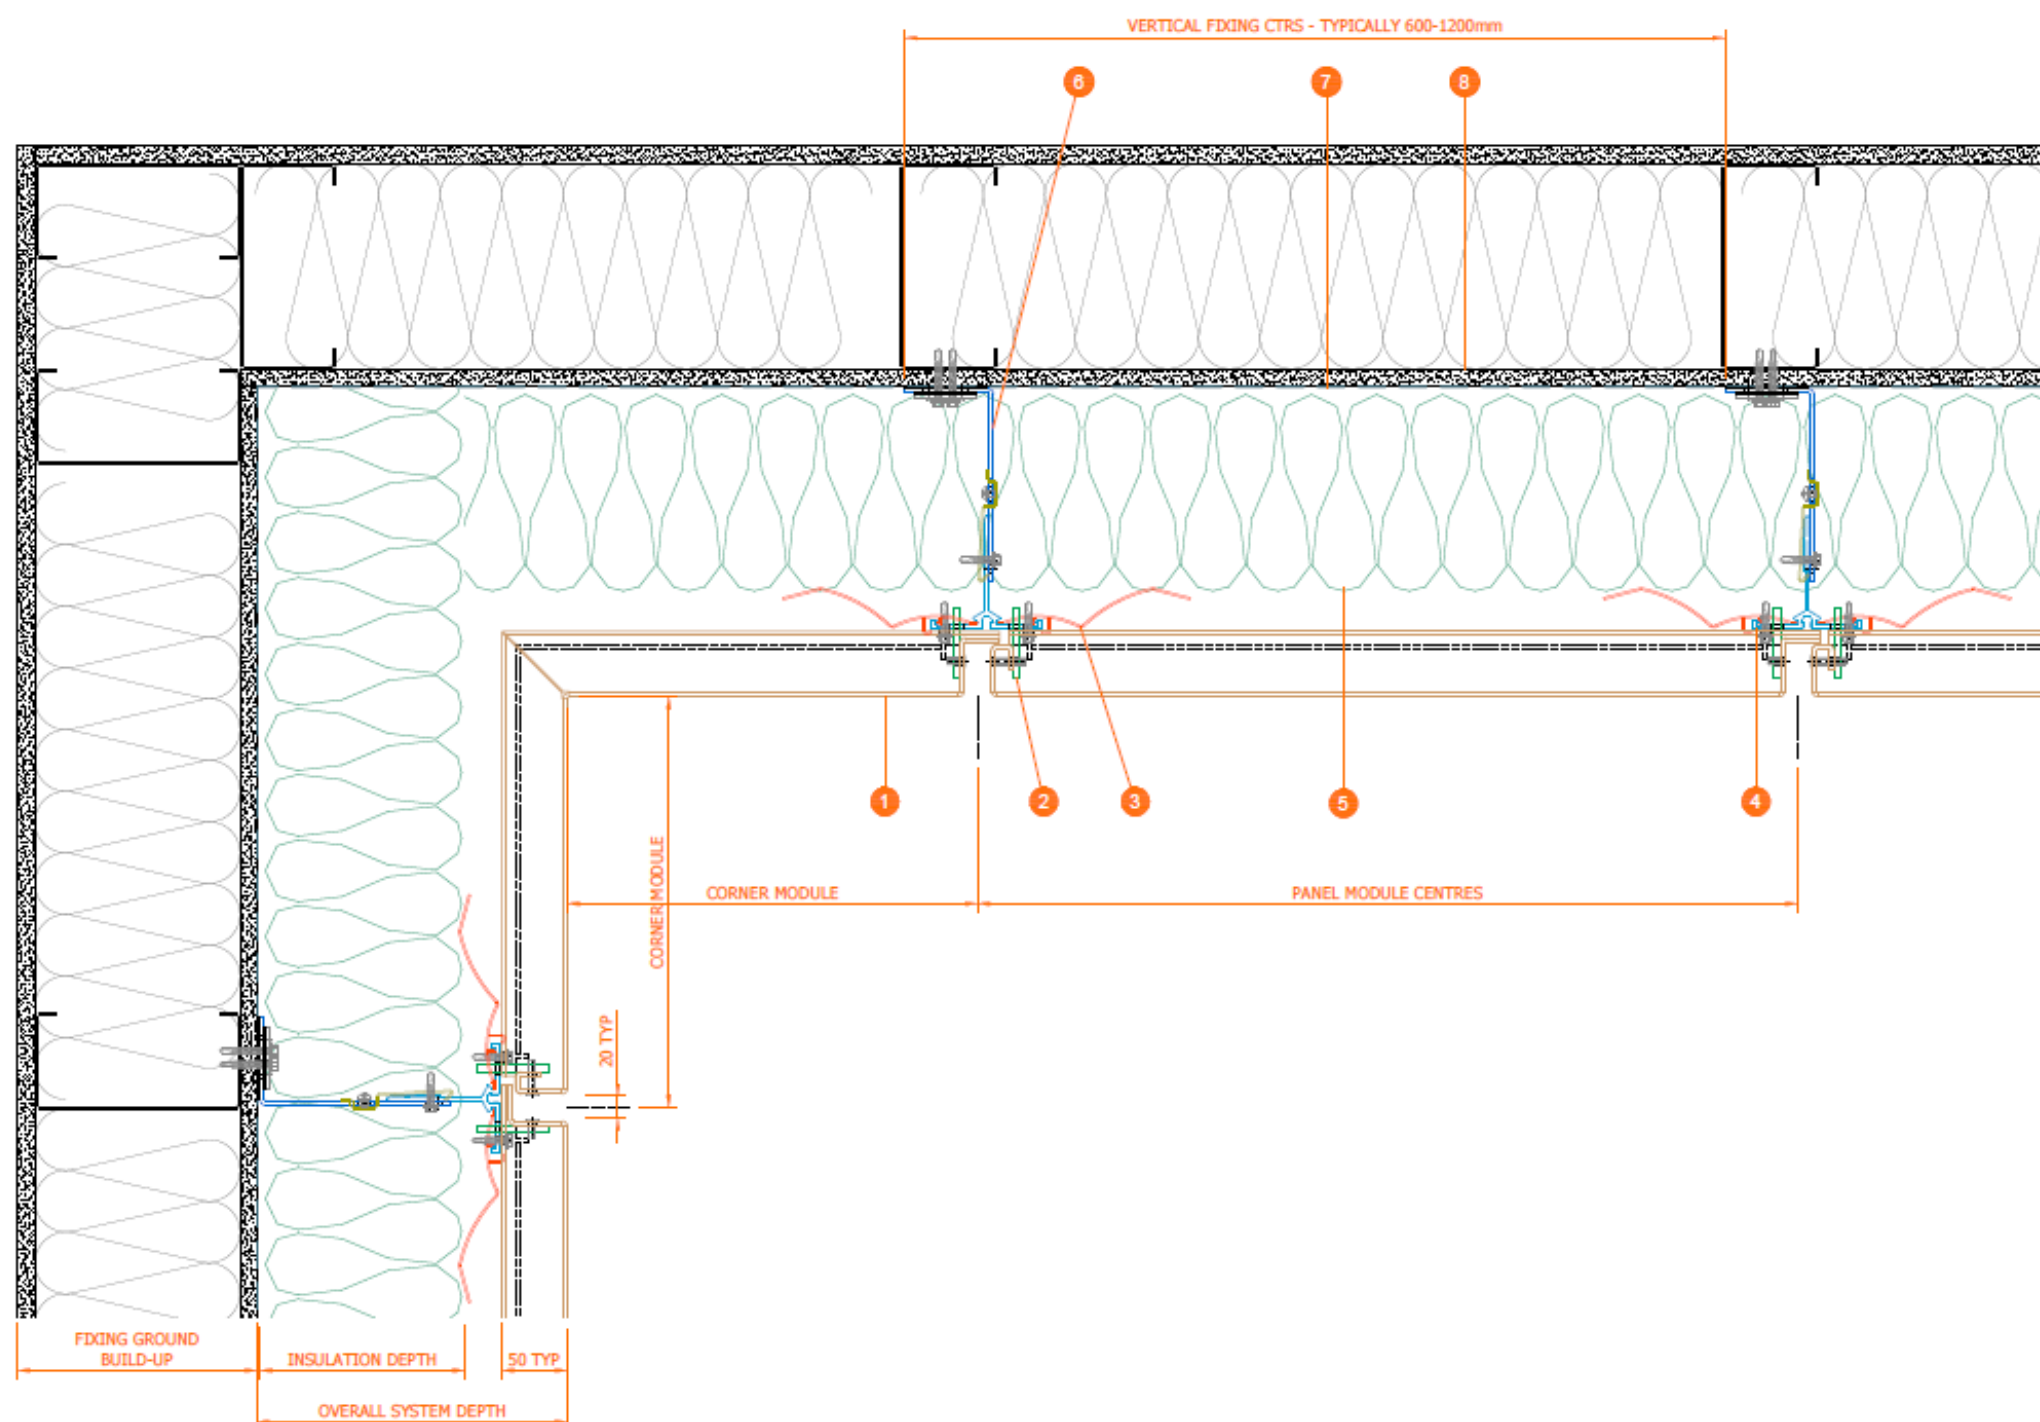 VERTICAL FIXING CTRS - TYPICALLY 600-1200mm
6
7
8
1
2
3
5
4
CORNER MODULE
CORNER MODULE
PANEL MODULE CENTRES
20 TYP
FIXING GROUND
BUILD-UP
INSULATION DEPTH
50 TYP
OVERALL SYSTEM DEPTH